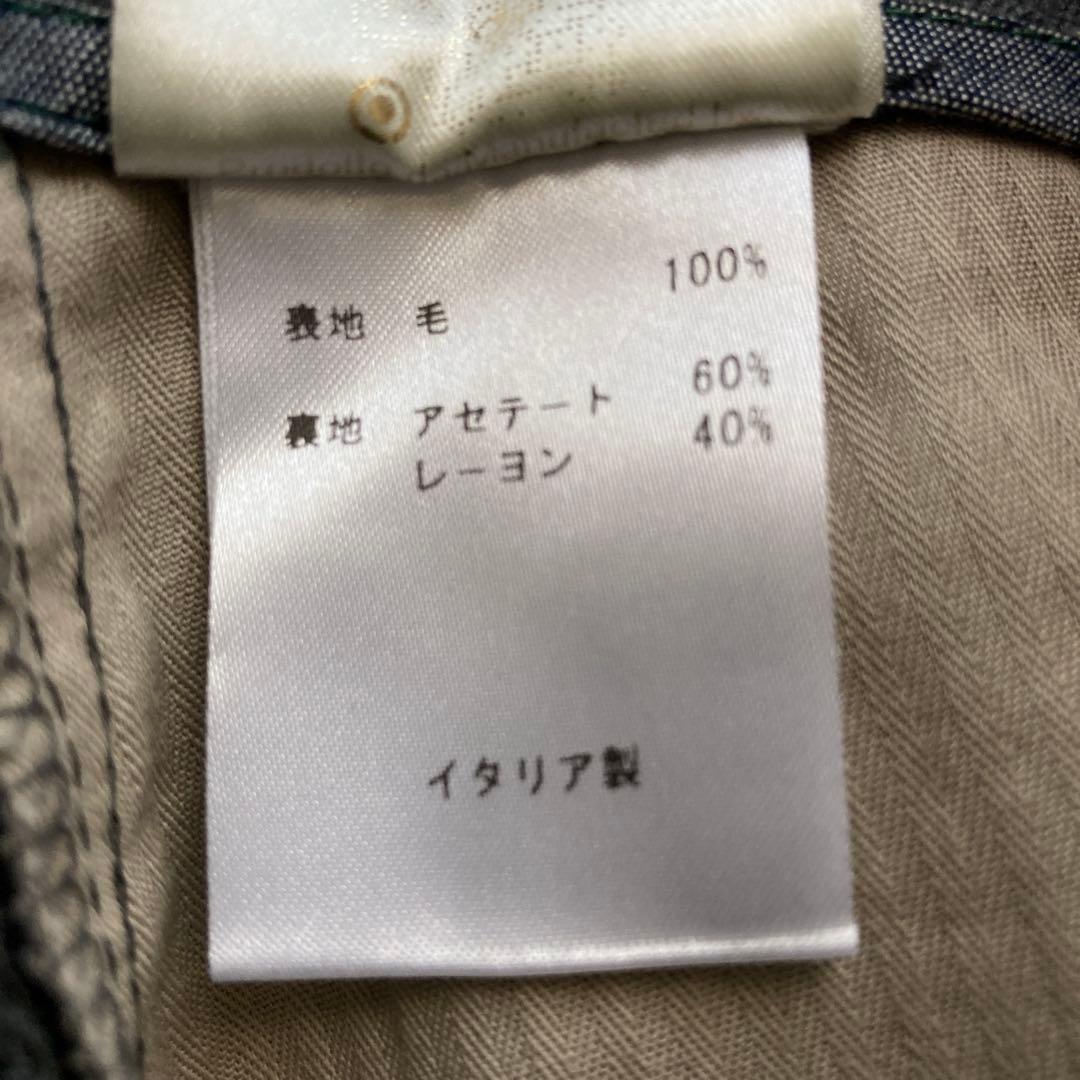 表地 毛 100%
裏地 アセテート 60%
レーヨン 40%
イタリア製